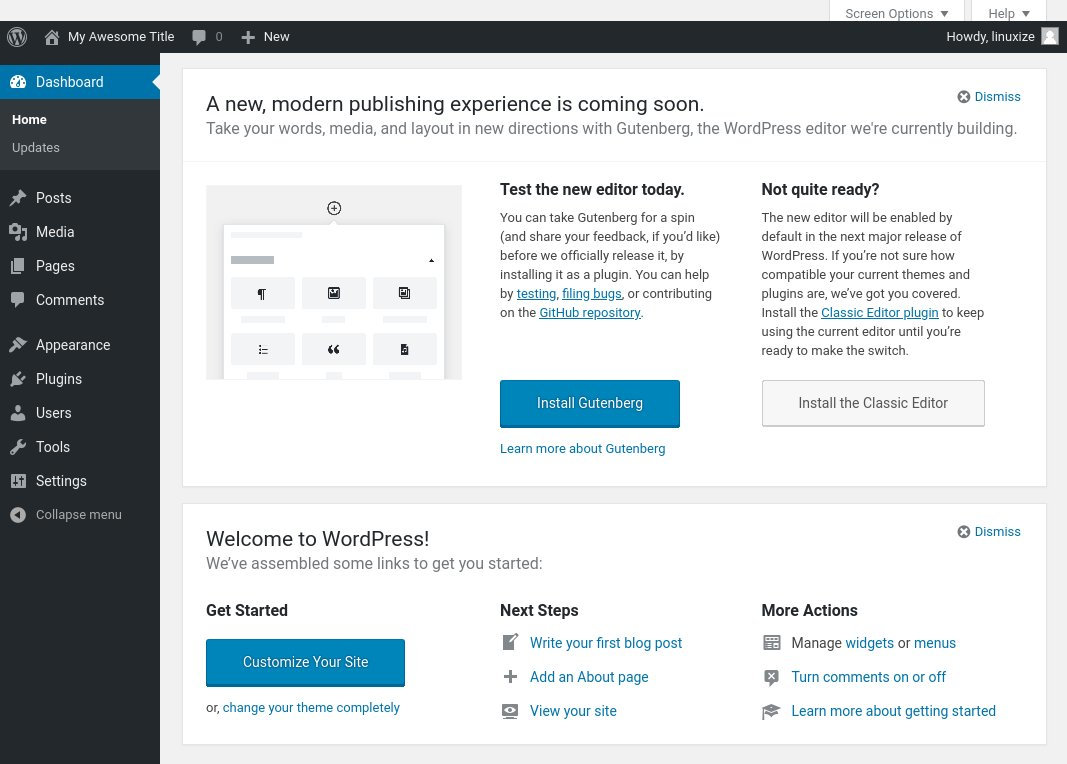 Screen Options
Help
My Awesome Title
0
New
Howdy, linuxize
Dashboard
Home
Updates
Posts
Media
Pages
Comments
Appearance
Plugins
Users
Tools
Settings
Collapse menu
A new, modern publishing experience is coming soon.
Dismiss
Take your words, media, and layout in new directions with Gutenberg, the WordPress editor we're currently building.
Test the new editor today.
You can take Gutenberg for a spin
(and share your feedback, if you’d like)
before we officially release it, by
installing it as a plugin. You can help
by testing, filing bugs, or contributing
on the GitHub repository.
Install Gutenberg
Learn more about Gutenberg
Not quite ready?
The new editor will be enabled by
default in the next major release of
WordPress. If you’re not sure how
compatible your current themes and
plugins are, we’ve got you covered.
Install the Classic Editor plugin to keep
using the current editor until you’re
ready to make the switch.
Install the Classic Editor
Welcome to WordPress!
Dismiss
We’ve assembled some links to get you started:
Get Started
Customize Your Site
or, change your theme completely
Next Steps
Write your first blog post
Add an About page
View your site
More Actions
Manage widgets or menus
Turn comments on or off
Learn more about getting started